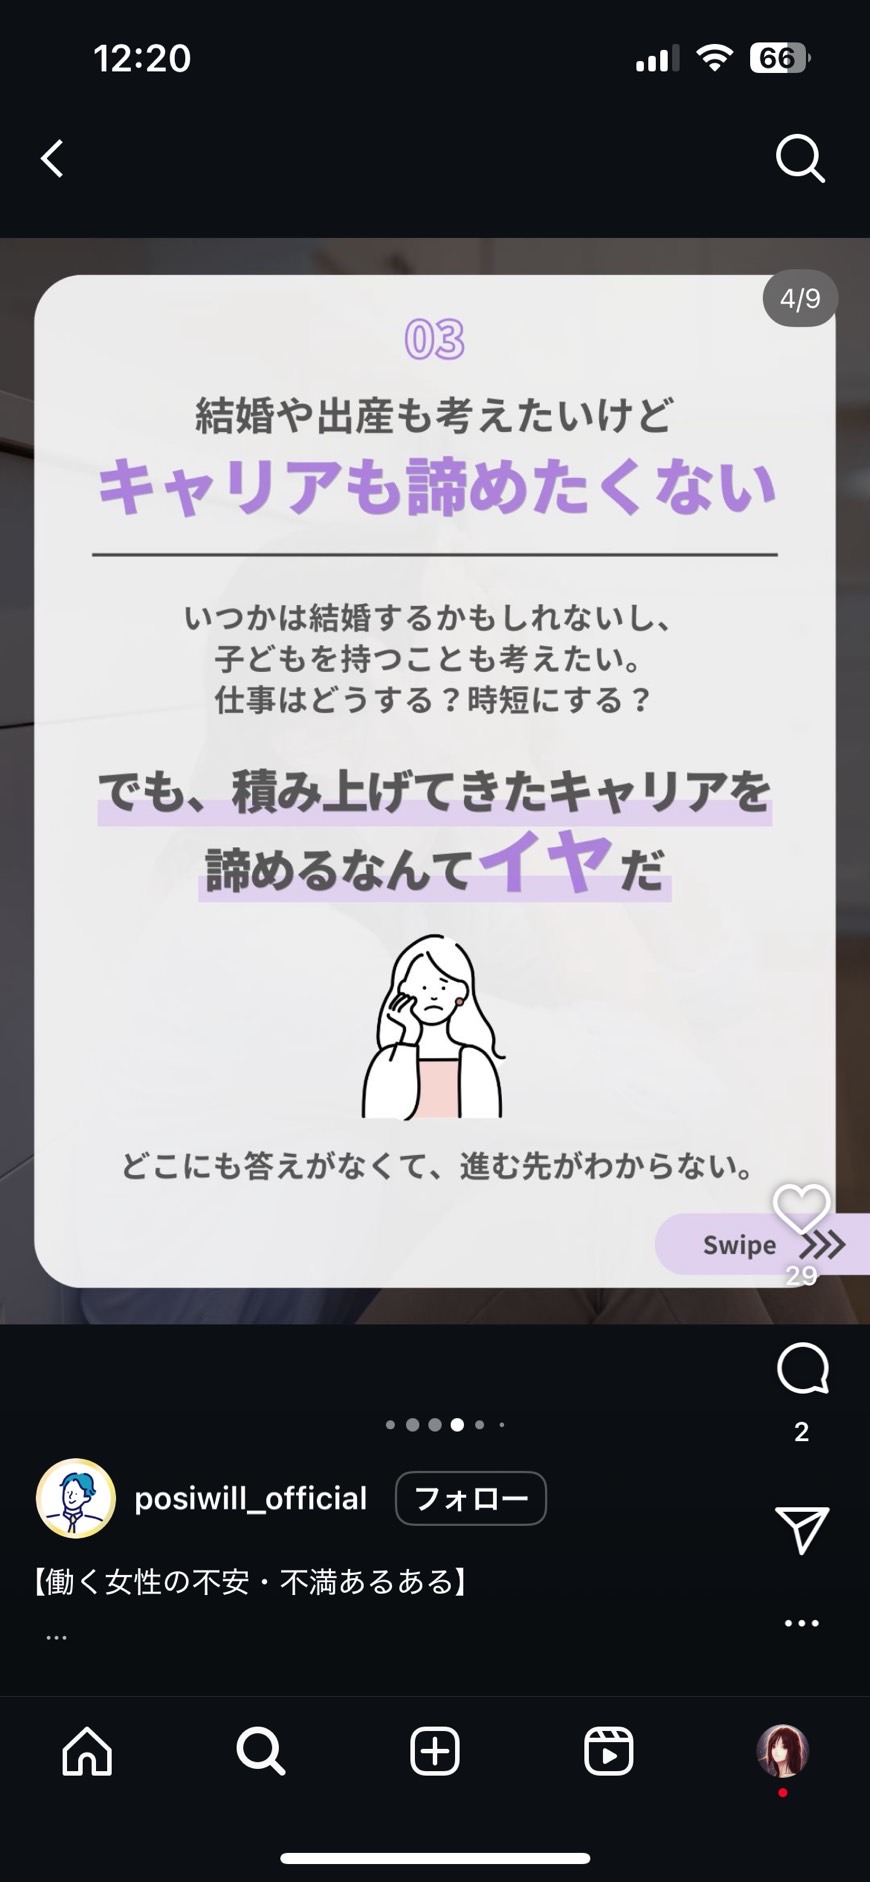 12:20
66
4/9
03
結婚や出産も考えたいけど
キャリアも諦めたくない
いつかは結婚するかもしれないし、
子どもを持つことも考えたい。
仕事はどうする？時短にする？
でも、積み上げてきたキャリアを
諦めるなんてイヤだ
どこにも答えがなくて、進む先がわからない。
Swipe
29
2
posiwill_official
フォロー
【働く女性の不安・不満あるある】
...